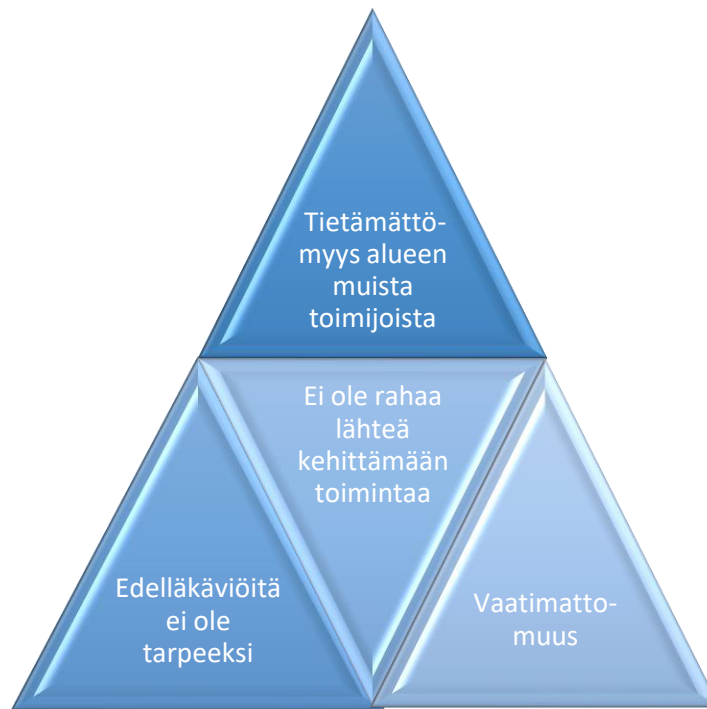 Tietämättö-
myys alueen
muista
toimijoista
Ei ole rahaa
lähteä
kehittämään
toimintaa
Edelläkäviöitä
ei ole
tarpeeksi
Vaatimatto-
muus